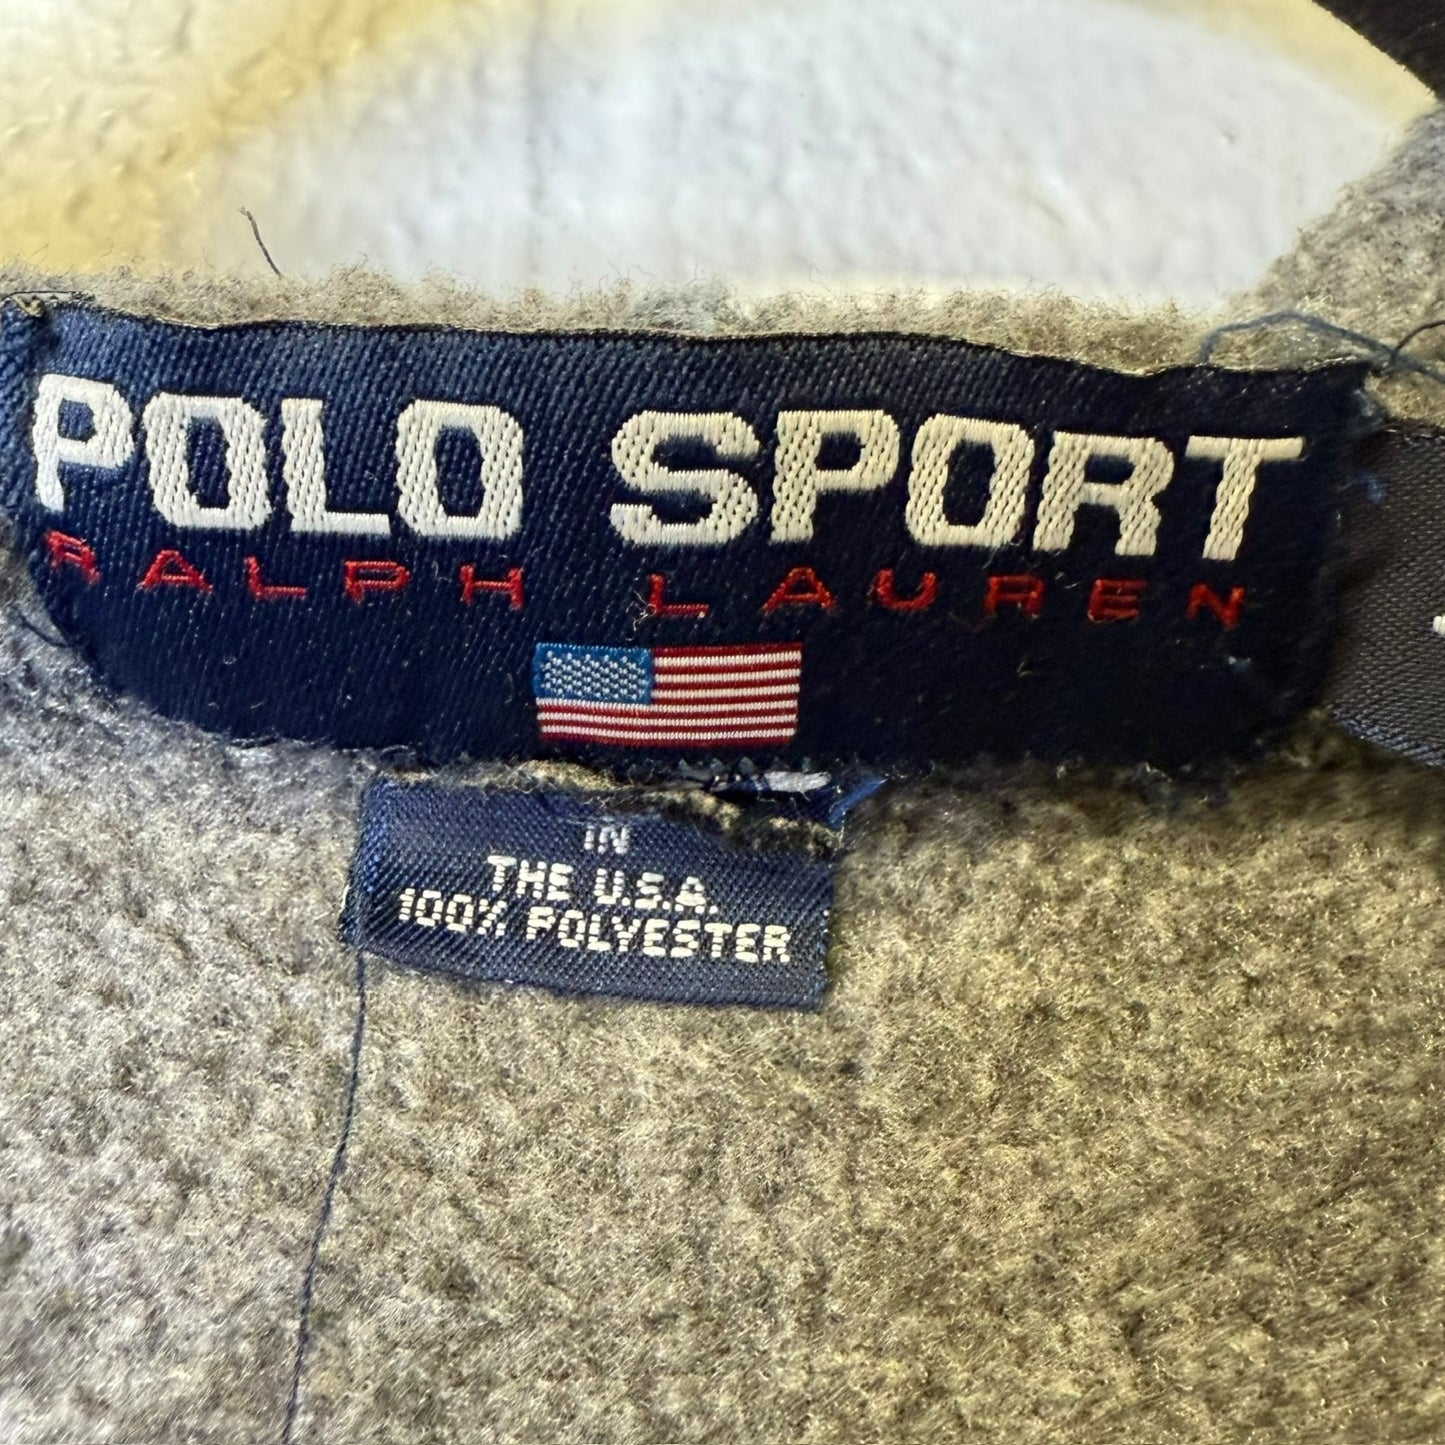 POLO SPORT
RALPH LAUREN
IN
THE U.S.A.
100% POLYESTER